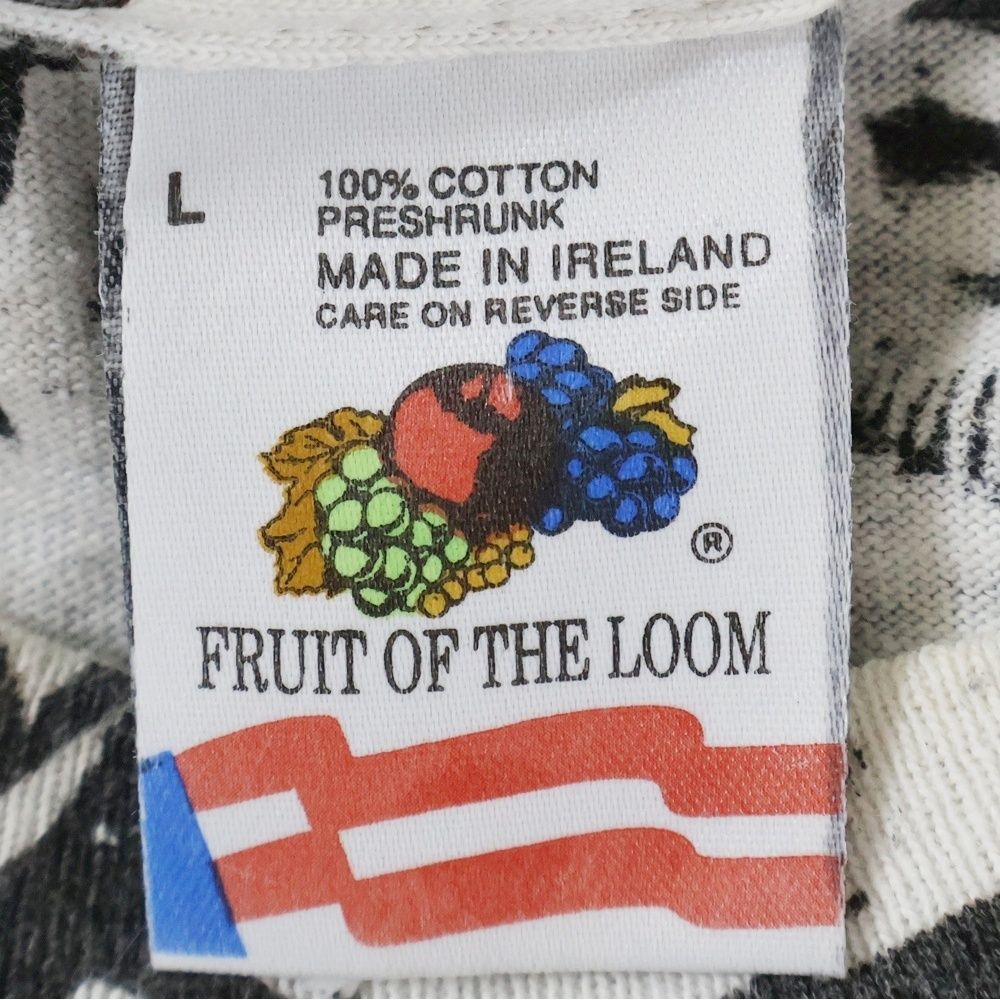 L
100% COTTON
PRESHRUNK
MADE IN IRELAND
CARE ON REVERSE SIDE
®
FRUIT OF THE LOOM